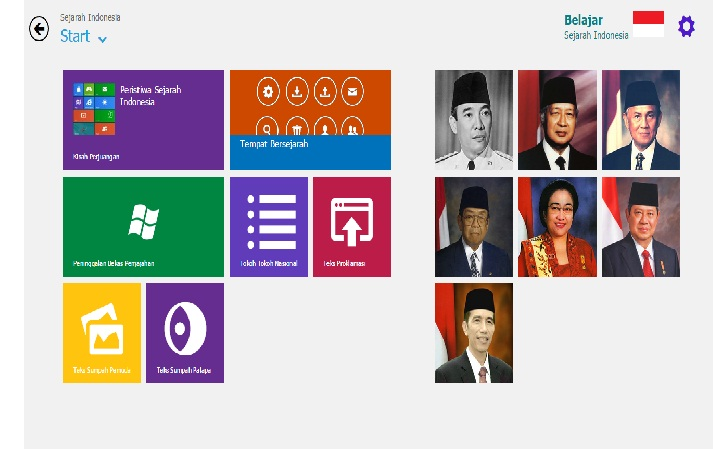 Sejarah Indonesia
Start
Belajar
Sejarah Indonesia
Peristiwa Sejarah
Indonesia
Kisah Perjuangan
Tempat Bersejarah
Peninggalan Bekas Penjajahan
Tokoh Tokoh Nasional
Teks Proklamasi
Teks Sumpah Pemuda
Teks Sumpah Palapa